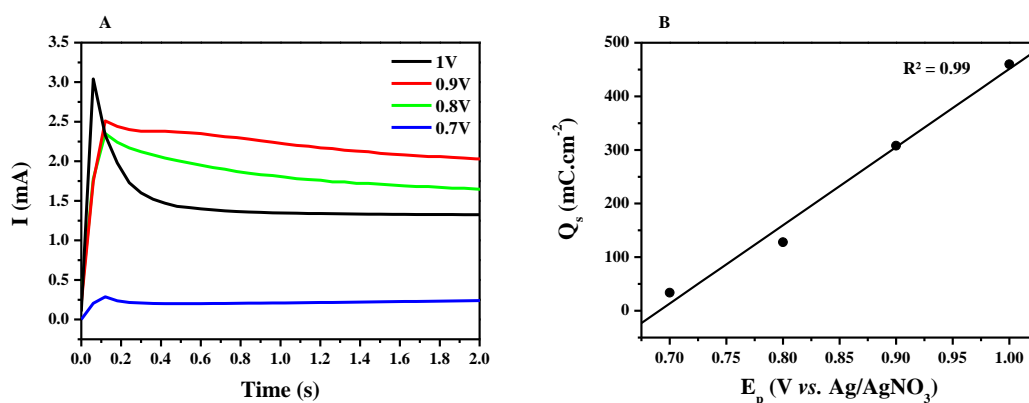 A
I (mA)
3.5
3.0
2.5
2.0
1.5
1.0
0.5
0.0
1V
0.9V
0.8V
0.7V
0.0 0.2 0.4 0.6 0.8 1.0 1.2 1.4 1.6 1.8 2.0
Time (s)
B
Qs (mC.cm-2)
500
400
300
200
100
0
R² = 0.99
0.70 0.75 0.80 0.85 0.90 0.95 1.00
Ep (V vs. Ag/AgNO3)